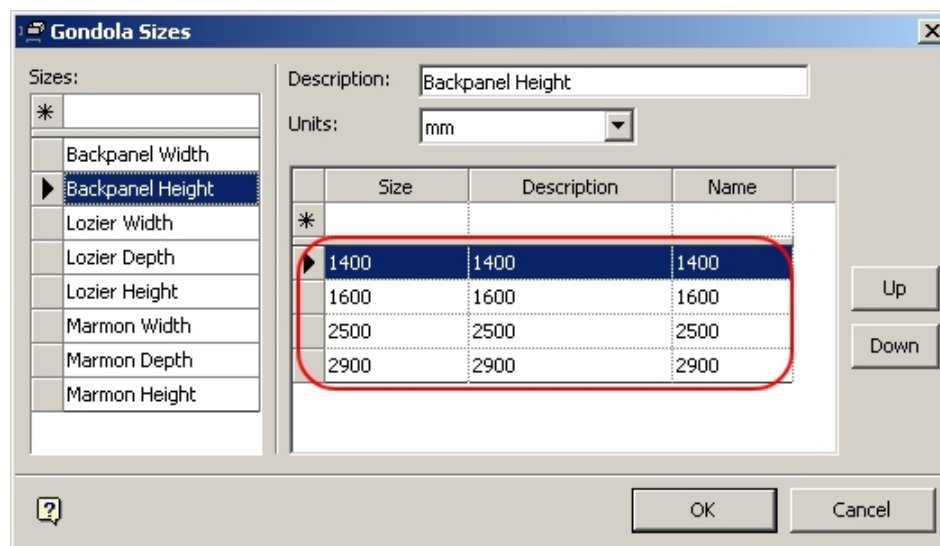 Gondola Sizes
Sizes:
Backpanel Width
Backpanel Height
Lozier Width
Lozier Depth
Lozier Height
Marmon Width
Marmon Depth
Marmon Height
Description: Backpanel Height
Units: mm
Size Description Name
1400 1400 1400
1600 1600 1600
2500 2500 2500
2900 2900 2900
Up
Down
OK Cancel